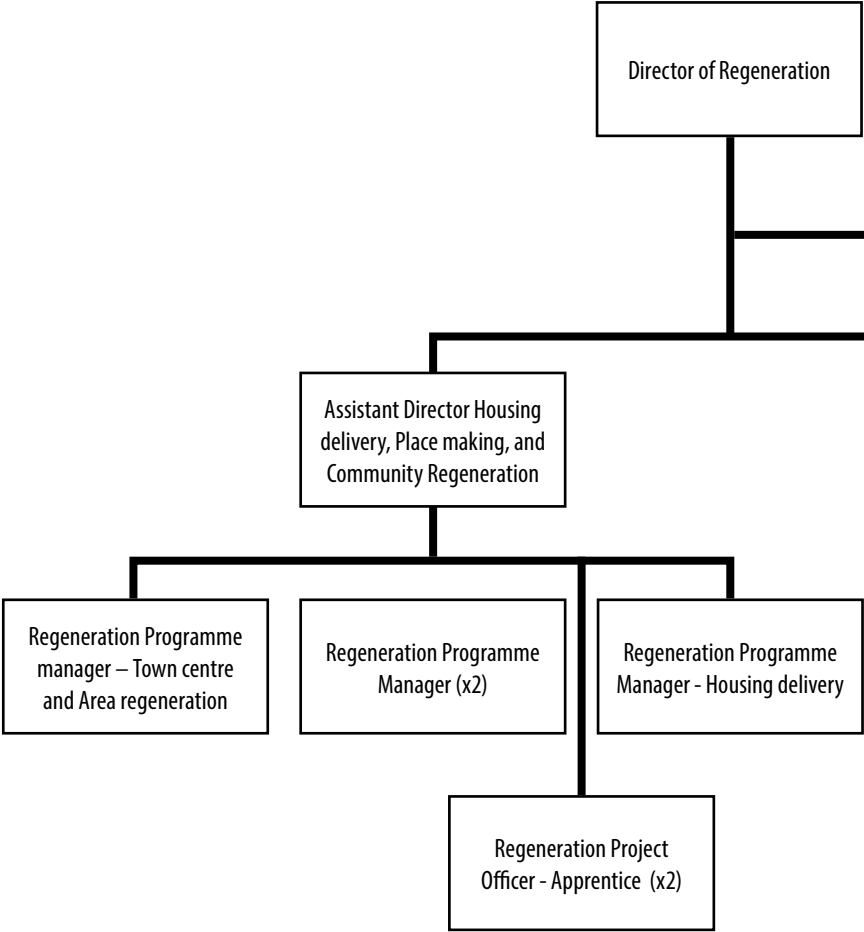 Director of Regeneration
Assistant Director Housing
delivery, Place making, and
Community Regeneration
Regeneration Programme
manager – Town centre
and Area regeneration
Regeneration Programme
Manager (x2)
Regeneration Programme
Manager - Housing delivery
Regeneration Project
Officer - Apprentice (x2)